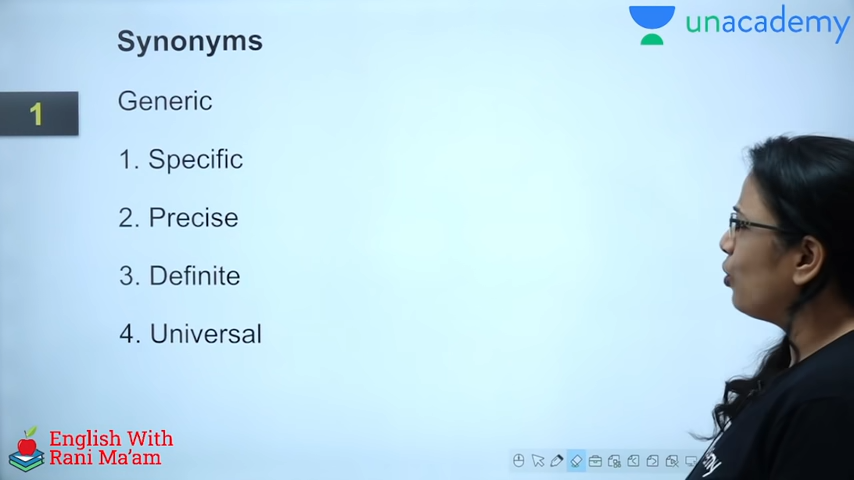 Synonyms
unacademy
1
Generic
1. Specific
2. Precise
3. Definite
4. Universal
English With
Rani Ma'am